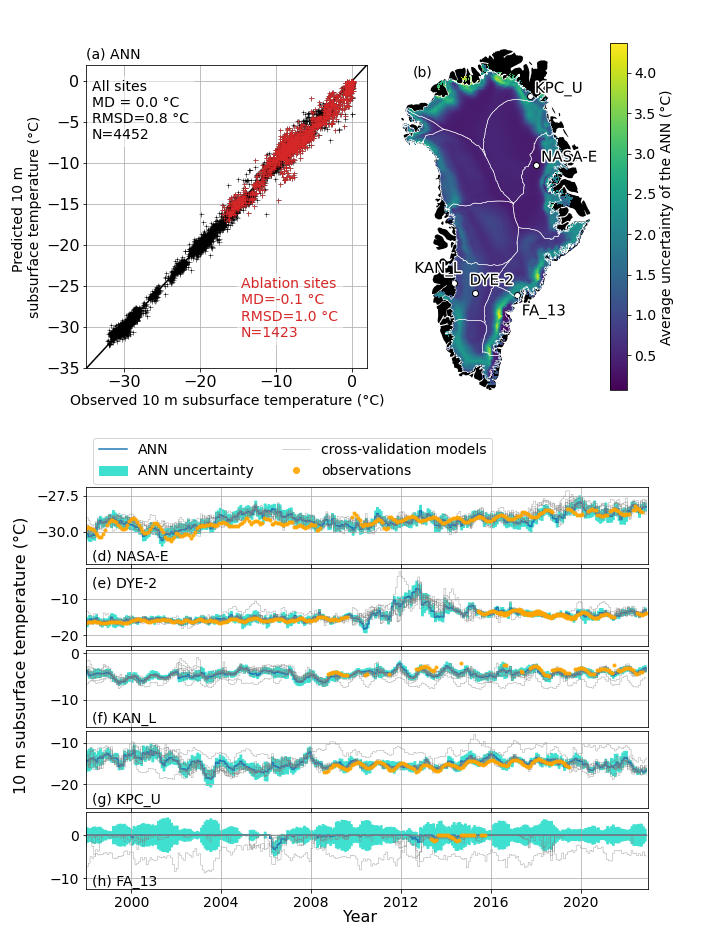 (a) ANN
All sites
MD = 0.0 °C
RMSD=0.8 °C
N=4452
Ablation sites
MD=-0.1 °C
RMSD=1.0 °C
N=1423
Predicted 10 m
subsurface temperature (°C)
0
−5
−10
−15
−20
−25
−30
−35
−30
−20
−10
0
Observed 10 m subsurface temperature (°C)
(b)
KPC_U
NASA-E
KAN_L
DYE-2
FA_13
4.0
3.5
3.0
2.5
2.0
1.5
1.0
0.5
Average uncertainty of the ANN (°C)
ANN
ANN uncertainty
cross-validation models
observations
10 m subsurface temperature (°C)
−27.5
−30.0
(d) NASA-E
(e) DYE-2
−10
−20
0
−10
(f) KAN_L
−10
−20
(g) KPC_U
0
−10
(h) FA_13
2000
2004
2008
2012
2016
2020
Year